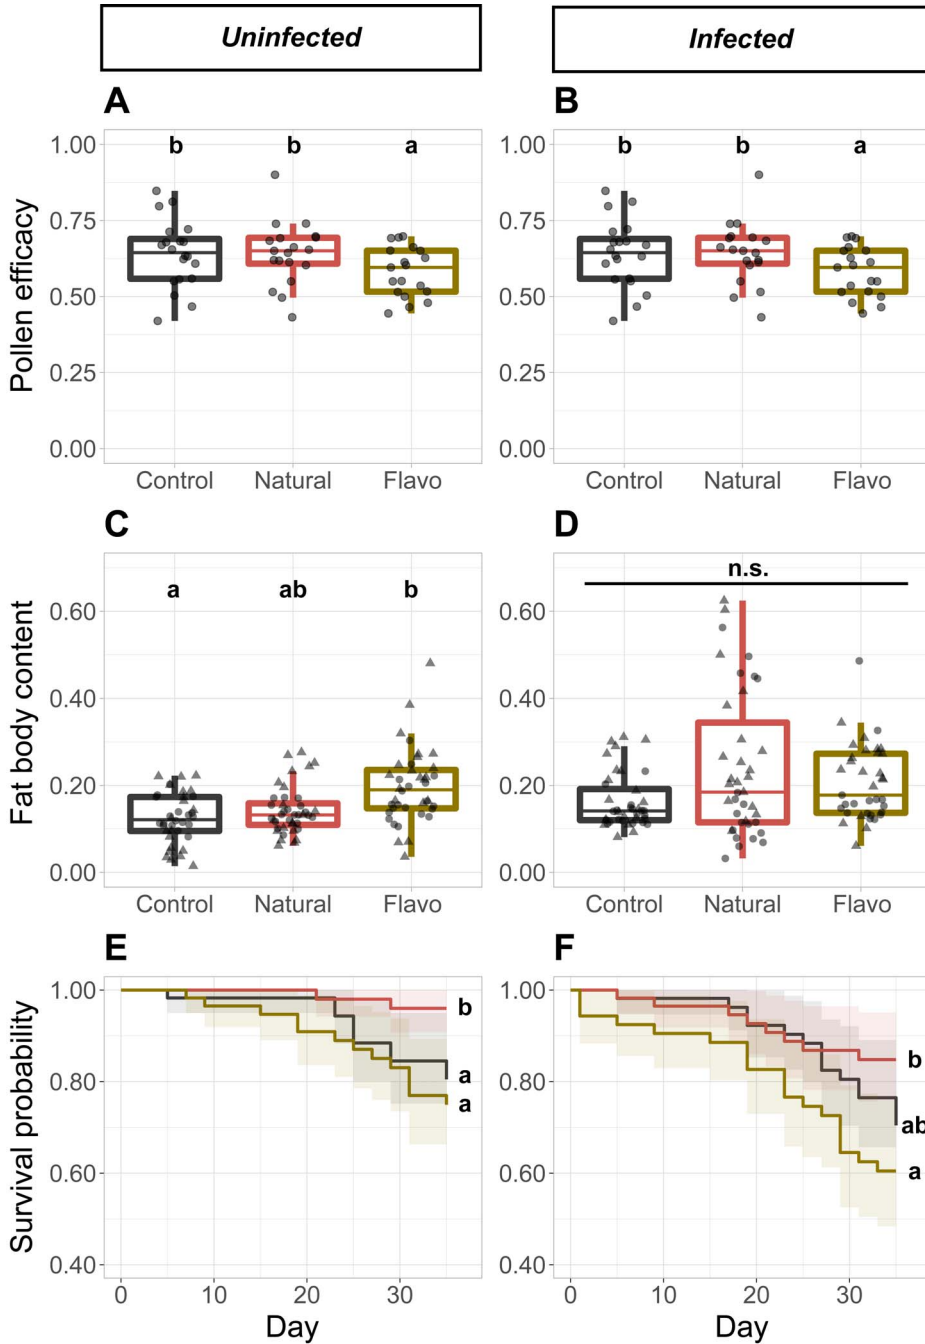 Uninfected
Infected
A
B
Pollen efficacy
1.00
0.75
0.50
0.25
0.00
b b a
Control Natural Flavo
1.00
0.75
0.50
0.25
0.00
b b a
Control Natural Flavo
C
D
Fat body content
0.60
0.40
0.20
0.00
a ab b
Control Natural Flavo
0.60
0.40
0.20
0.00
n.s.
Control Natural Flavo
E
F
Survival probability
1.00
0.80
0.60
0.40
b
a
a
0 10 20 30
Day
1.00
0.80
0.60
0.40
b
ab
a
0 10 20 30
Day